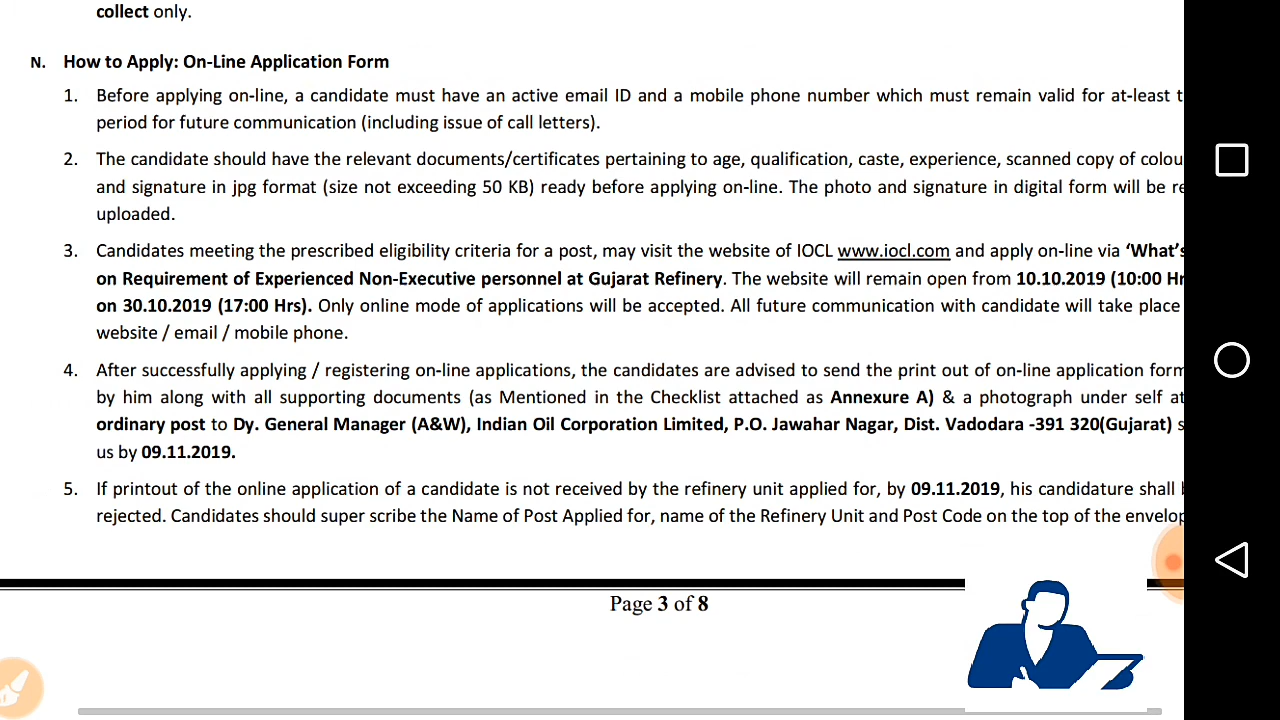 collect only.
N. How to Apply: On-Line Application Form
1. Before applying on-line, a candidate must have an active email ID and a mobile phone number which must remain valid for at-least
period for future communication (including issue of call letters).
2. The candidate should have the relevant documents/certificates pertaining to age, qualification, caste, experience, scanned copy of
and signature in jpg format (size not exceeding 50 KB) ready before applying on-line. The photo and signature in digital form will be
uploaded.
3. Candidates meeting the prescribed eligibility criteria for a post, may visit the website of IOCL www.iocl.com and apply on-line via ‘What's
on Requirement of Experienced Non-Executive personnel at Gujarat Refinery. The website will remain open from 10.10.2019 (10:00
on 30.10.2019 (17:00 Hrs). Only online mode of applications will be accepted. All future communication with candidate will take place
website / email / mobile phone.
4. After successfully applying / registering on-line applications, the candidates are advised to send the print out of on-line application form
by him along with all supporting documents (as Mentioned in the Checklist attached as Annexure A) & a photograph under self
ordinary post to Dy. General Manager (A&W), Indian Oil Corporation Limited, P.O. Jawahar Nagar, Dist. Vadodara -391 320(Gujarat)
us by 09.11.2019.
5. If printout of the online application of a candidate is not received by the refinery unit applied for, by 09.11.2019, his candidature shall
rejected. Candidates should super scribe the Name of Post Applied for, name of the Refinery Unit and Post Code on the top of the
Page 3 of 8